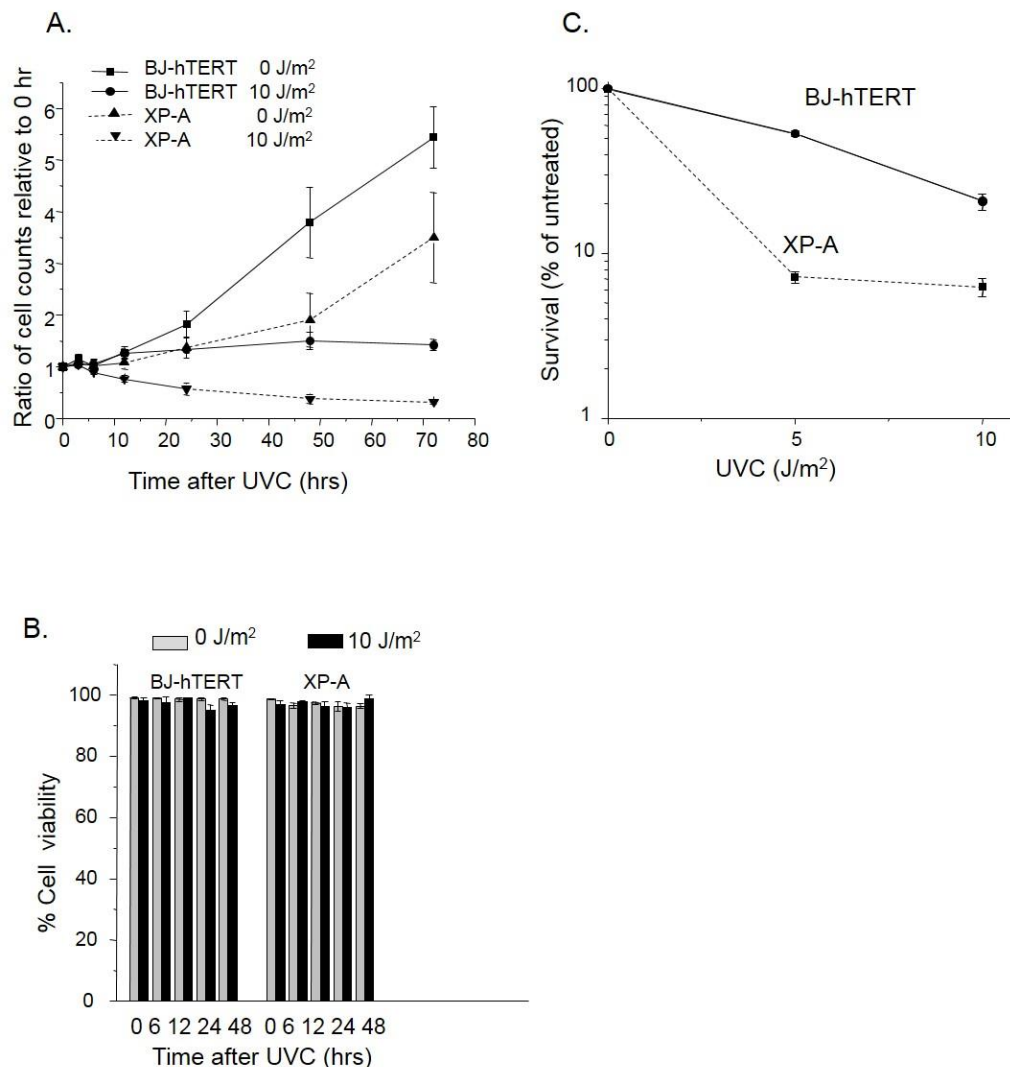 A.
BJ-hTERT 0 J/m²
BJ-hTERT 10 J/m²
XP-A 0 J/m²
XP-A 10 J/m²
Ratio of cell counts relative to 0 hr
6
5
4
3
2
1
0
0 10 20 30 40 50 60 70 80
Time after UVC (hrs)
C.
BJ-hTERT
XP-A
Survival (% of untreated)
100
10
1
0 5 10
UVC (J/m²)
B.
0 J/m² 10 J/m²
BJ-hTERT XP-A
% Cell viability
100
80
60
40
20
0
0 6 12 24 48 0 6 12 24 48
Time after UVC (hrs)